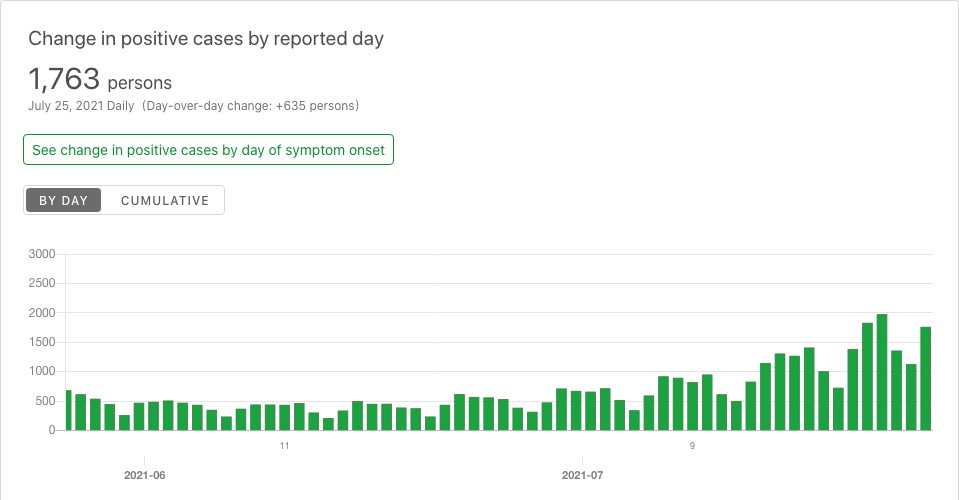 Change in positive cases by reported day
1,763 persons
July 25, 2021 Daily (Day-over-day change: +635 persons)
See change in positive cases by day of symptom onset
BY DAY CUMULATIVE
3000
2500
2000
1500
1000
500
0
11 9
2021-06 2021-07